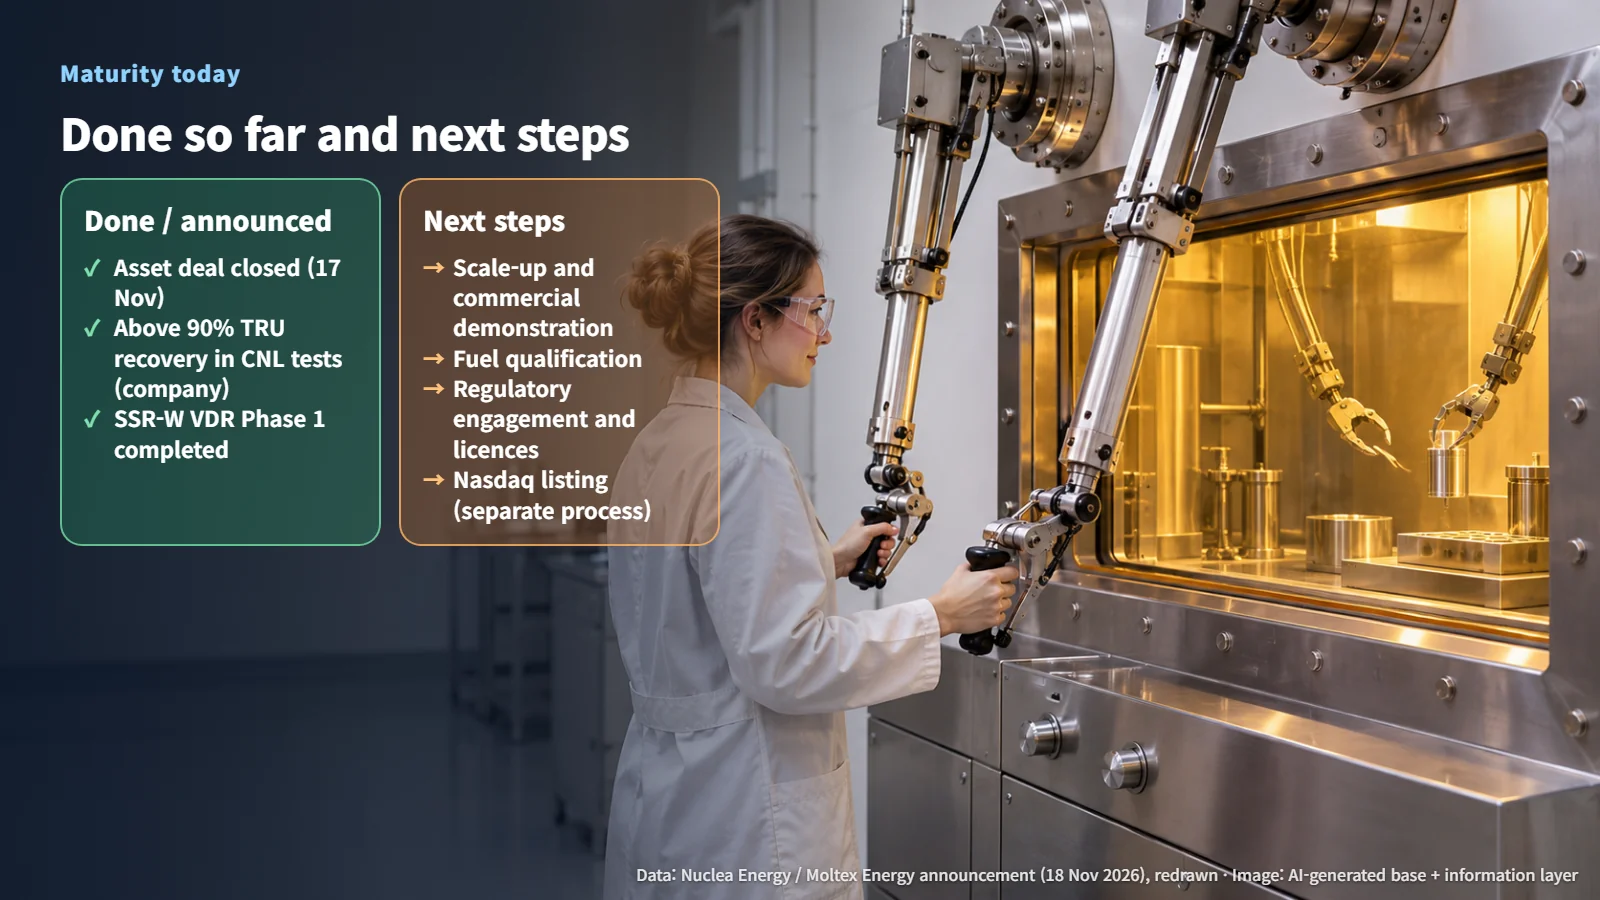 Maturity today
Done so far and next steps
Done / announced
✓ Asset deal closed (17
Nov)
✓ Above 90% TRU
recovery in CNL tests
(company)
✓ SSR-W VDR Phase 1
completed
Next steps
→ Scale-up and
commercial
demonstration
→ Fuel qualification
→ Regulatory
engagement and
licences
→ Nasdaq listing
(separate process)
Data: Nuclea Energy / Moltex Energy announcement (18 Nov 2026), redrawn · Image: AI-generated base + information layer